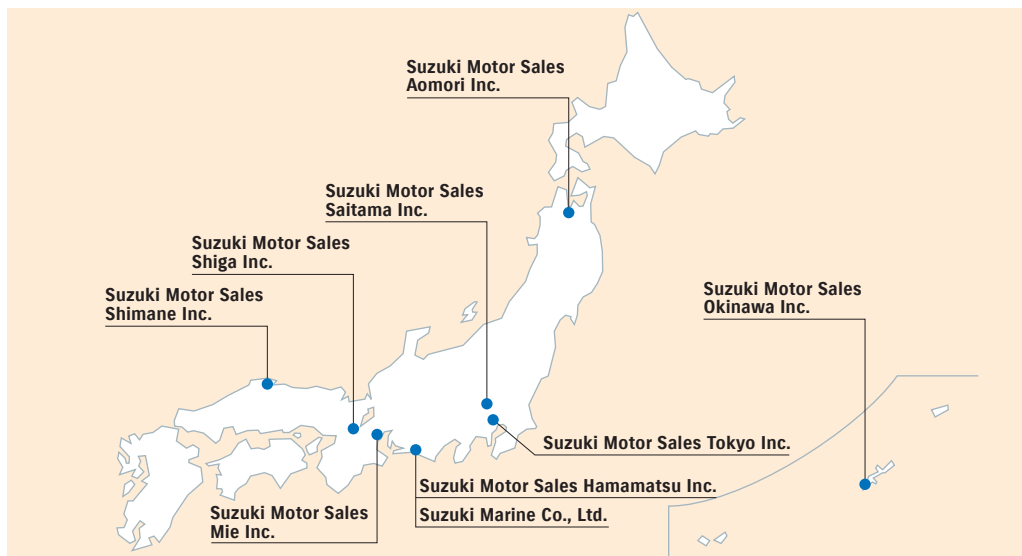 Suzuki Motor Sales
Aomori Inc.
Suzuki Motor Sales
Saitama Inc.
Suzuki Motor Sales
Shiga Inc.
Suzuki Motor Sales
Shimane Inc.
Suzuki Motor Sales
Okinawa Inc.
Suzuki Motor Sales Tokyo Inc.
Suzuki Motor Sales Hamamatsu Inc.
Suzuki Marine Co., Ltd.
Suzuki Motor Sales
Mie Inc.